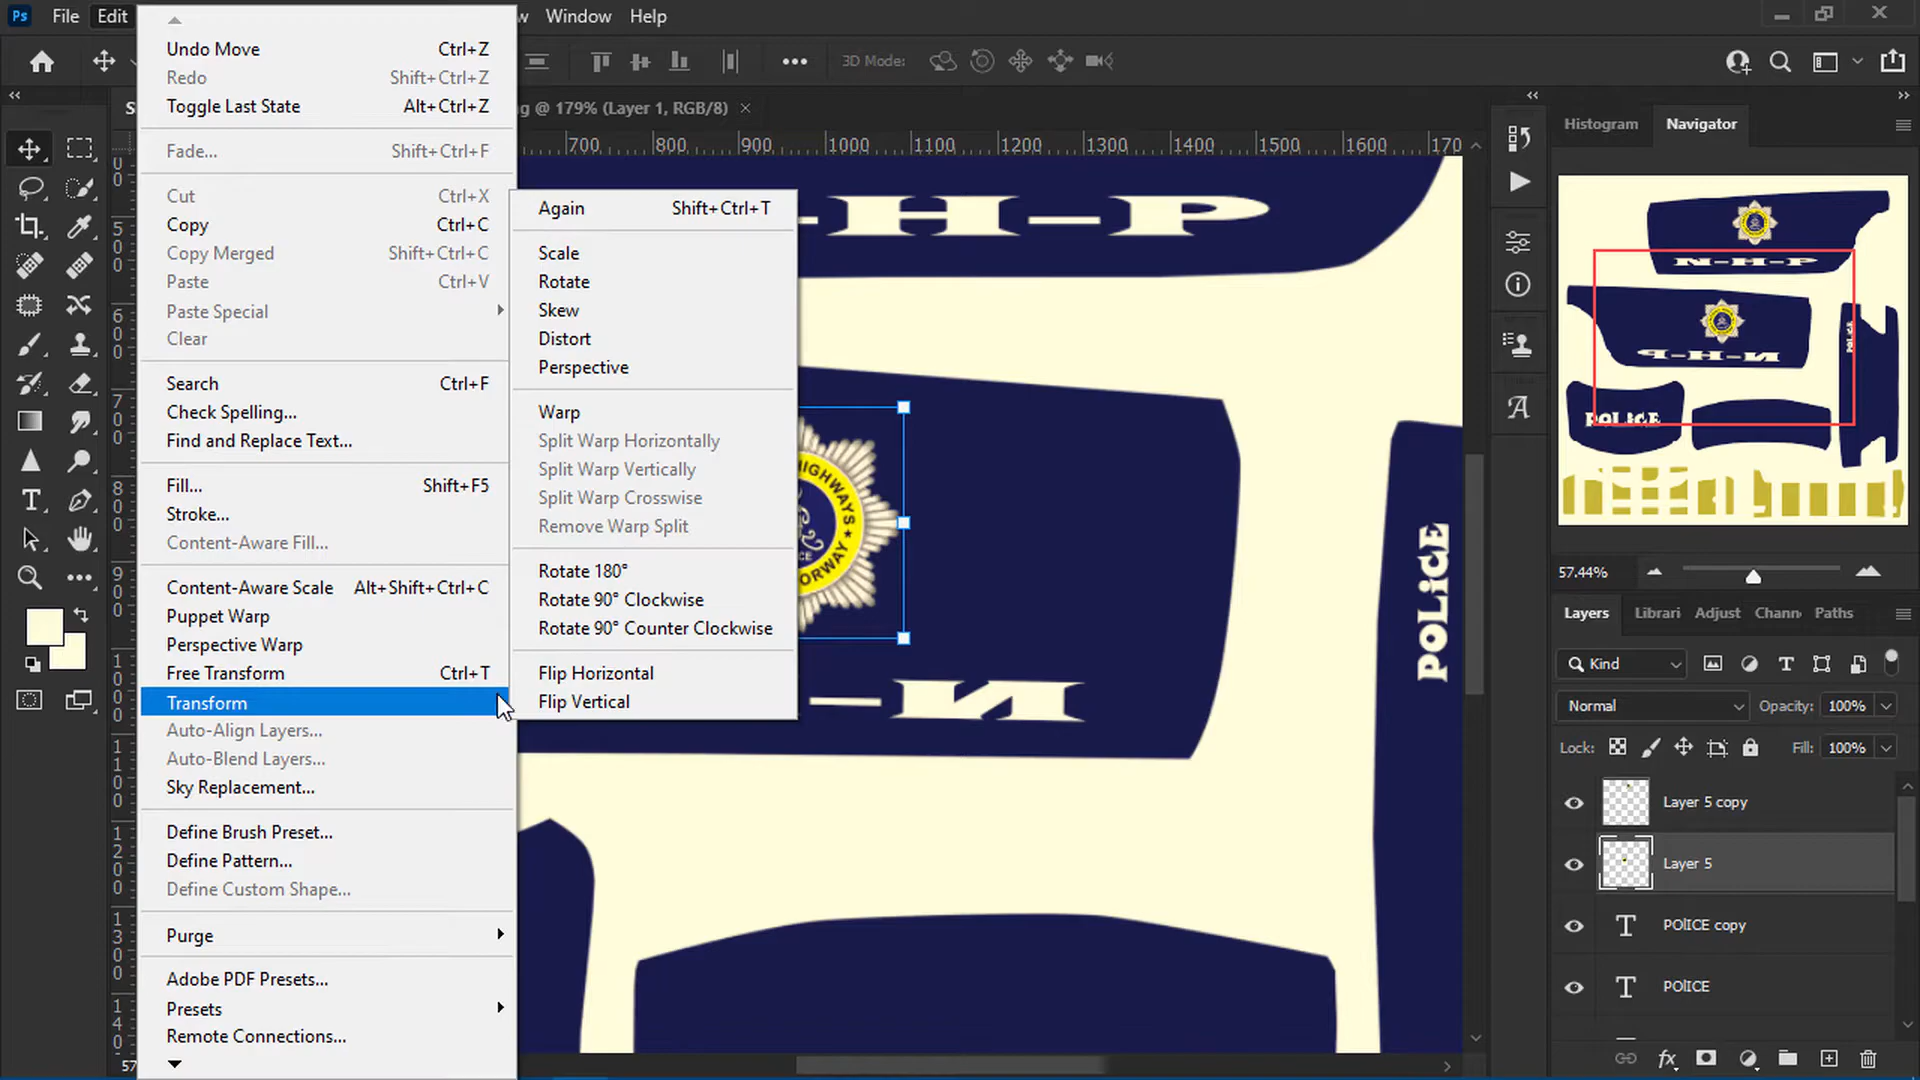 Ps File Edit Window Help
3D Mode:
g @ 179% (Layer 1, RGB/8) ×
700 800 900 1000 1100 1200 1300 1400 1500 1600 170
Undo Move Ctrl+Z
Redo Shift+Ctrl+Z
Toggle Last State Alt+Ctrl+Z
Fade... Shift+Ctrl+F
Cut Ctrl+X
Copy Ctrl+C
Copy Merged Shift+Ctrl+C
Paste Ctrl+V
Paste Special
Clear
Search Ctrl+F
Check Spelling...
Find and Replace Text...
Fill... Shift+F5
Stroke...
Content-Aware Fill...
Content-Aware Scale Alt+Shift+Ctrl+C
Puppet Warp
Perspective Warp
Free Transform Ctrl+T
Transform
Auto-Align Layers...
Auto-Blend Layers...
Sky Replacement...
Define Brush Preset...
Define Pattern...
Define Custom Shape...
Purge
Adobe PDF Presets...
Presets
Remote Connections...
Again Shift+Ctrl+T
Scale
Rotate
Skew
Distort
Perspective
Warp
Split Warp Horizontally
Split Warp Vertically
Split Warp Crosswise
Remove Warp Split
Rotate 180°
Rotate 90° Clockwise
Rotate 90° Counter Clockwise
Flip Horizontal
Flip Vertical
-H-P
HIGHWAYS
ORWAY
POLiCE
Histogram Navigator
N-H-P
POLiCE
POLiCE
57.44%
Layers Librari Adjust Chann Paths
Kind
Normal Opacity: 100%
Lock: Fill: 100%
Layer 5 copy
Layer 5
T POlICE copy
T POlICE